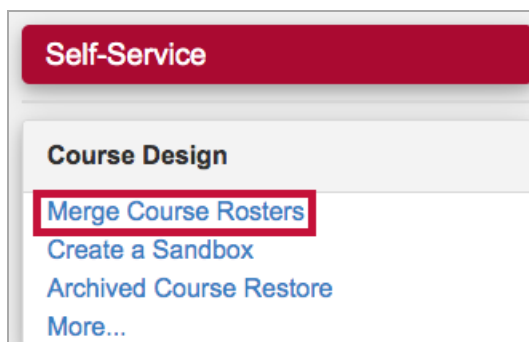 Self-Service
Course Design
Merge Course Rosters
Create a Sandbox
Archived Course Restore
More...